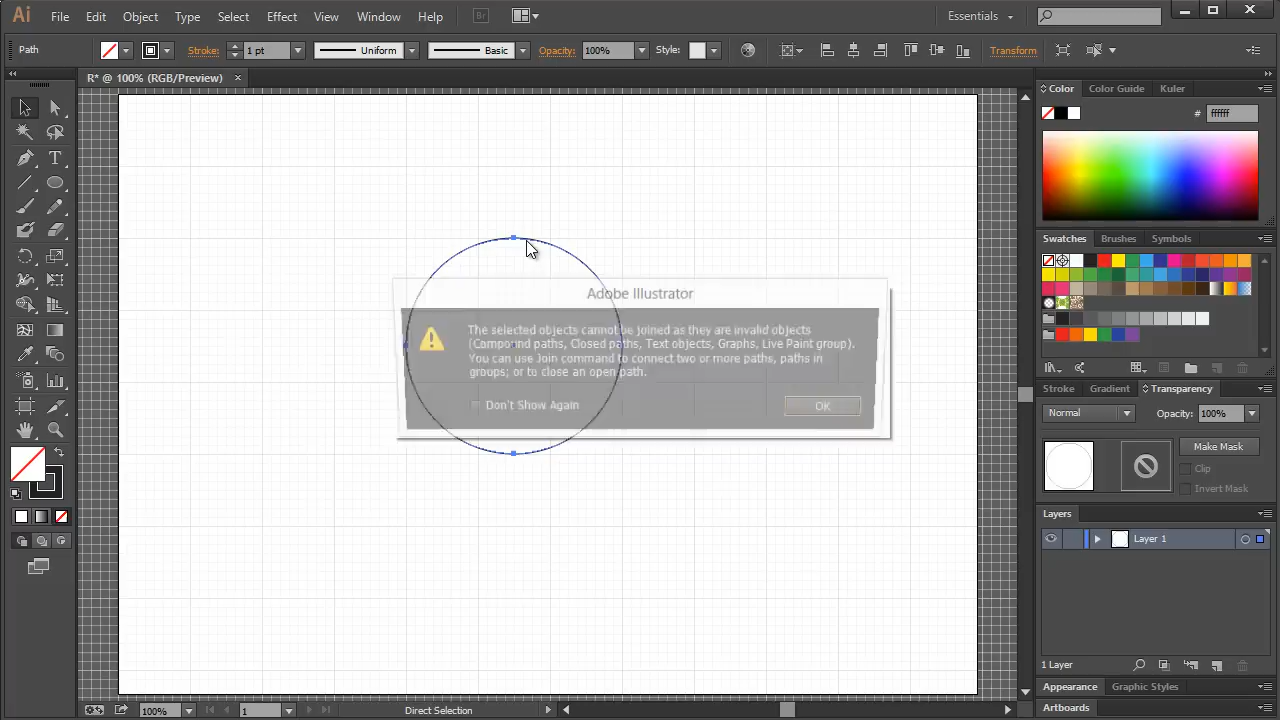 Ai File Edit Object Type Select Effect View Window Help Br Essentials
Path Stroke: 1 pt Uniform Basic Opacity: 100% Style: Transform
R* @ 100% (RGB/Preview)
Color Color Guide Kuler
# ffffff
Swatches Brushes Symbols
Adobe Illustrator
The selected objects cannot be joined as they are invalid objects
(Compound paths, Closed paths, Text objects, Graphs, Live Paint group).
You can use Join command to connect two or more paths, paths in
groups; or to close an open path.
Don't Show Again OK
Stroke Gradient Transparency
Normal Opacity: 100%
Make Mask
Clip
Invert Mask
Layers
Layer 1
1 Layer
Appearance Graphic Styles
Artboards
100% 1 Direct Selection